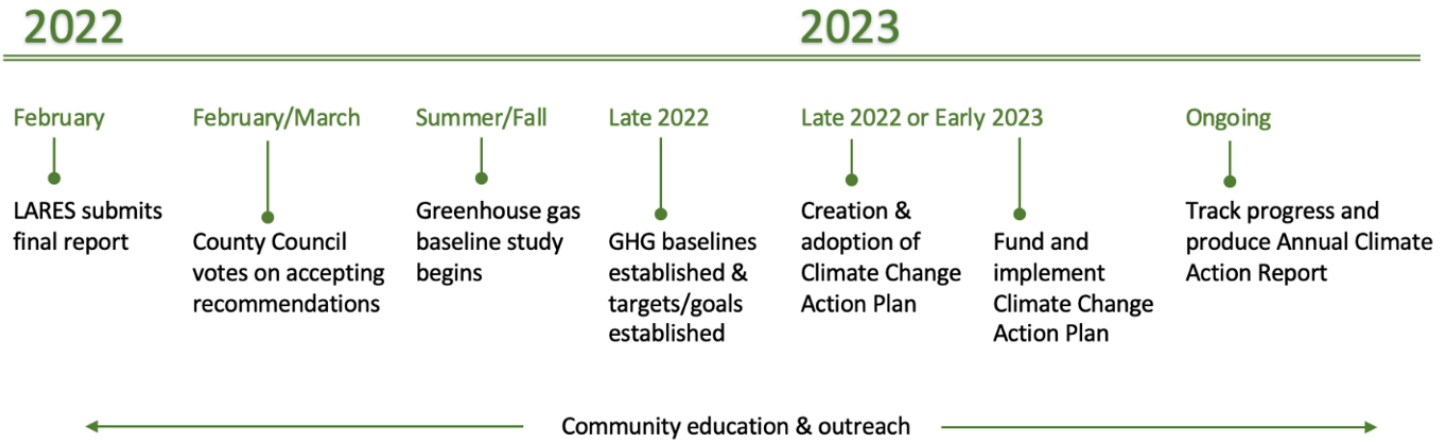 2022
2023
February
February/March
Summer/Fall
Late 2022
Late 2022 or Early 2023
Ongoing
LARES submits
final report
County Council
votes on accepting
recommendations
Greenhouse gas
baseline study
begins
GHG baselines
established &
targets/goals
established
Creation &
adoption of
Climate Change
Action Plan
Fund and
implement
Climate Change
Action Plan
Track progress and
produce Annual Climate
Action Report
Community education & outreach